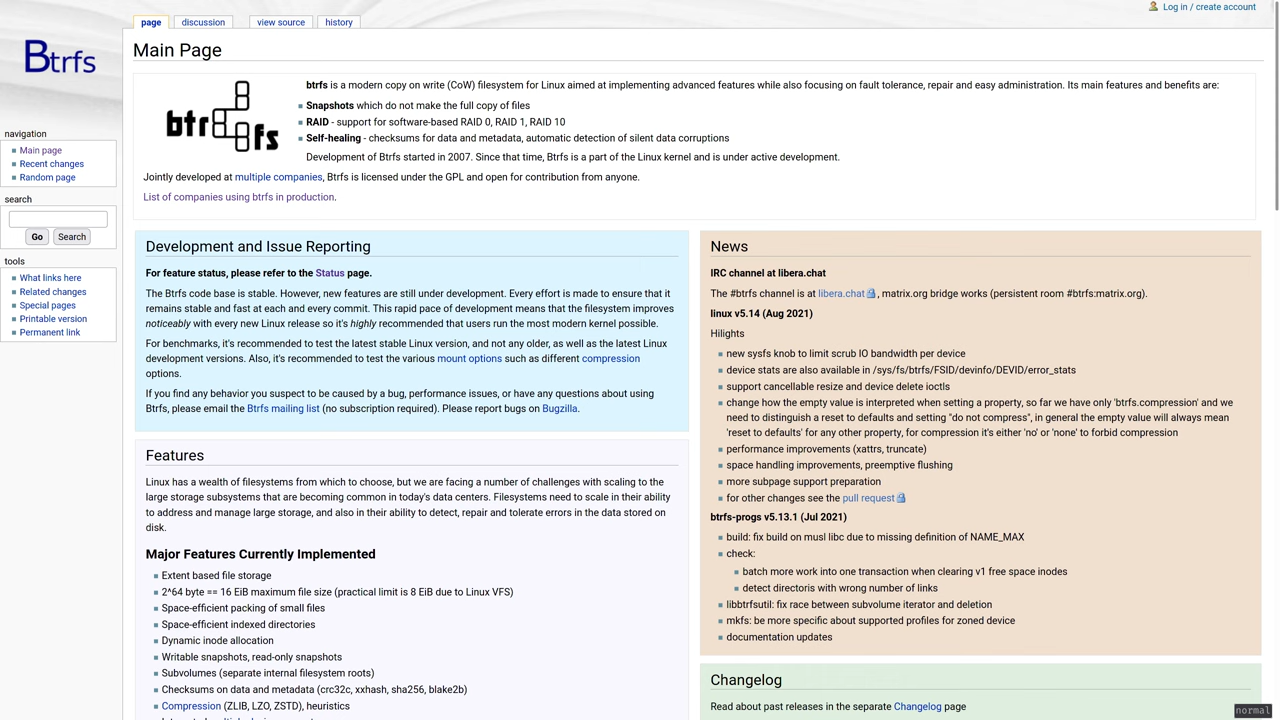 page
discussion
view source
history
Log in / create account
Btrfs
navigation
Main page
Recent changes
Random page
search
Go
Search
tools
What links here
Related changes
Special pages
Printable version
Permanent link
Main Page
btrfs
btrfs is a modern copy on write (CoW) filesystem for Linux aimed at implementing advanced features while also focusing on fault tolerance, repair and easy administration. Its main features and benefits are:
Snapshots which do not make the full copy of files
RAID - support for software-based RAID 0, RAID 1, RAID 10
Self-healing - checksums for data and metadata, automatic detection of silent data corruptions
Development of Btrfs started in 2007. Since that time, Btrfs is a part of the Linux kernel and is under active development.
Jointly developed at multiple companies, Btrfs is licensed under the GPL and open for contribution from anyone.
List of companies using btrfs in production.
Development and Issue Reporting
For feature status, please refer to the Status page.
The Btrfs code base is stable. However, new features are still under development. Every effort is made to ensure that it
remains stable and fast at each and every commit. This rapid pace of development means that the filesystem improves
noticeably with every new Linux release so it's highly recommended that users run the most modern kernel possible.
For benchmarks, it's recommended to test the latest stable Linux version, and not any older, as well as the latest Linux
development versions. Also, it's recommended to test the various mount options such as different compression
options.
If you find any behavior you suspect to be caused by a bug, performance issues, or have any questions about using
Btrfs, please email the Btrfs mailing list (no subscription required). Please report bugs on Bugzilla.
Features
Linux has a wealth of filesystems from which to choose, but we are facing a number of challenges with scaling to the
large storage subsystems that are becoming common in today's data centers. Filesystems need to scale in their ability
to address and manage large storage, and also in their ability to detect, repair and tolerate errors in the data stored on
disk.
Major Features Currently Implemented
Extent based file storage
2^64 byte == 16 EiB maximum file size (practical limit is 8 EiB due to Linux VFS)
Space-efficient packing of small files
Space-efficient indexed directories
Dynamic inode allocation
Writable snapshots, read-only snapshots
Subvolumes (separate internal filesystem roots)
Checksums on data and metadata (crc32c, xxhash, sha256, blake2b)
Compression (ZLIB, LZO, ZSTD), heuristics
News
IRC channel at libera.chat
The #btrfs channel is at libera.chat , matrix.org bridge works (persistent room #btrfs:matrix.org).
linux v5.14 (Aug 2021)
Hilights
new sysfs knob to limit scrub IO bandwidth per device
device stats are also available in /sys/fs/btrfs/FSID/devinfo/DEVID/error_stats
support cancellable resize and device delete ioctls
change how the empty value is interpreted when setting a property, so far we have only 'btrfs.compression' and we
need to distinguish a reset to defaults and setting "do not compress", in general the empty value will always mean
'reset to defaults' for any other property, for compression it's either 'no' or 'none' to forbid compression
performance improvements (xattrs, truncate)
space handling improvements, preemptive flushing
more subpage support preparation
for other changes see the pull request
btrfs-progs v5.13.1 (Jul 2021)
build: fix build on musl libc due to missing definition of NAME_MAX
check:
batch more work into one transaction when clearing v1 free space inodes
detect directoris with wrong number of links
libbtrfsutil: fix race between subvolume iterator and deletion
mkfs: be more specific about supported profiles for zoned device
documentation updates
Changelog
Read about past releases in the separate Changelog page
normal